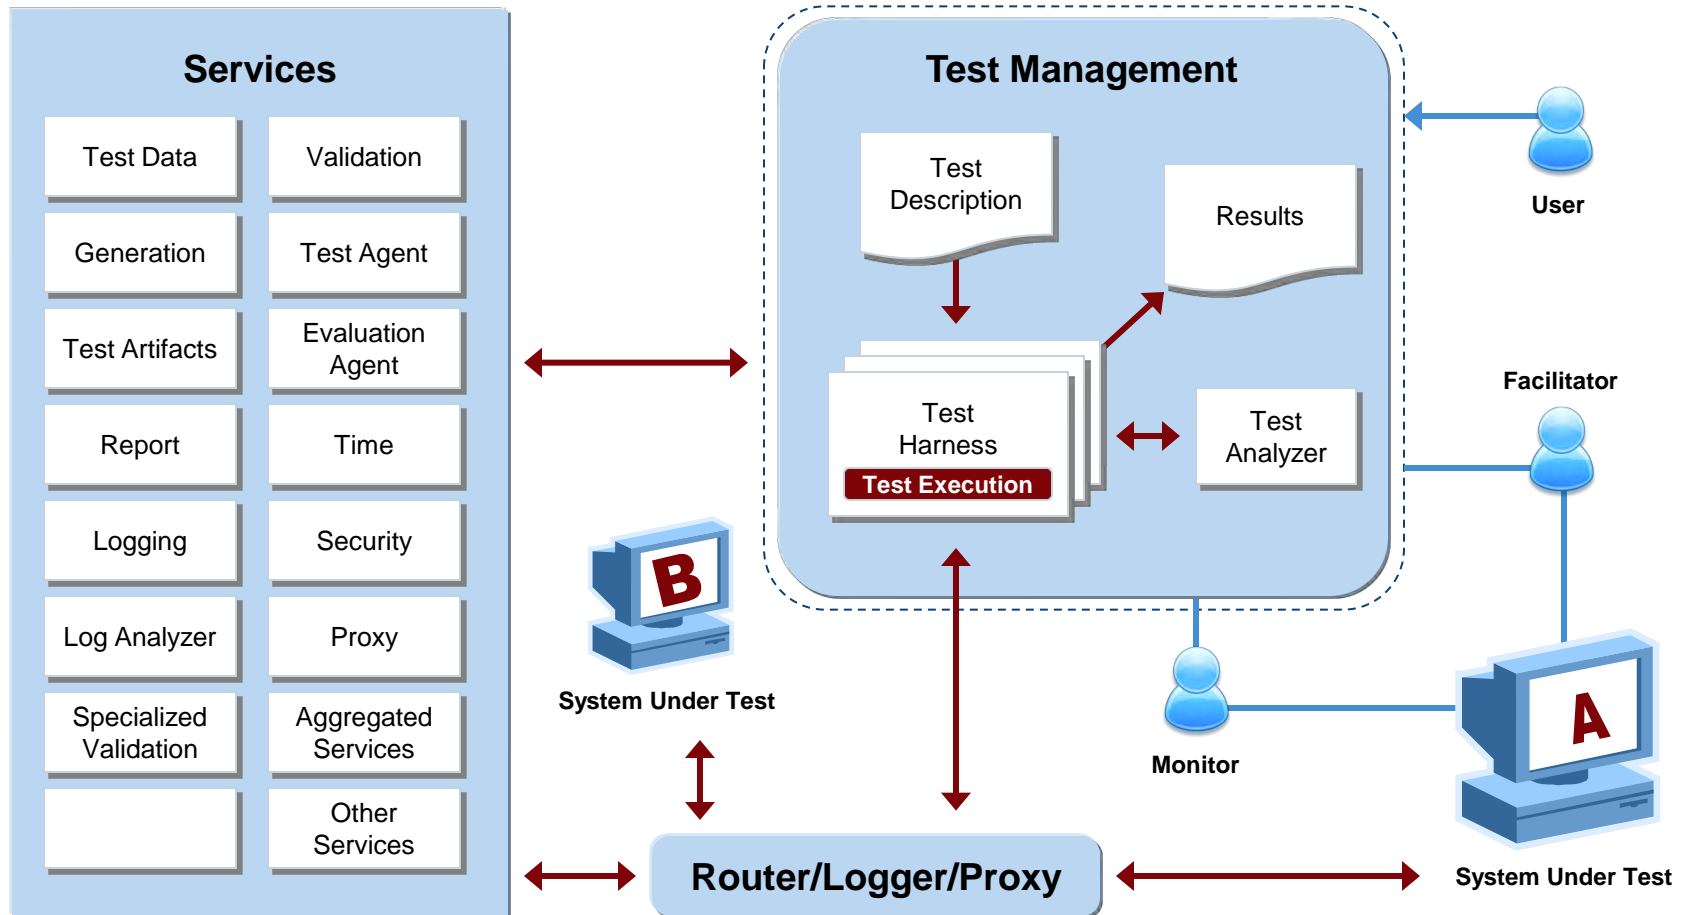 Services
Test Data
Validation
Generation
Test Agent
Test Artifacts
Evaluation
Agent
Report
Time
Logging
Security
Log Analyzer
Proxy
Specialized
Validation
Aggregated
Services
Other
Services
Test Management
Test
Description
Results
Test
Harness
Test Execution
Test
Analyzer
User
Facilitator
B
System Under Test
Monitor
A
System Under Test
Router/Logger/Proxy